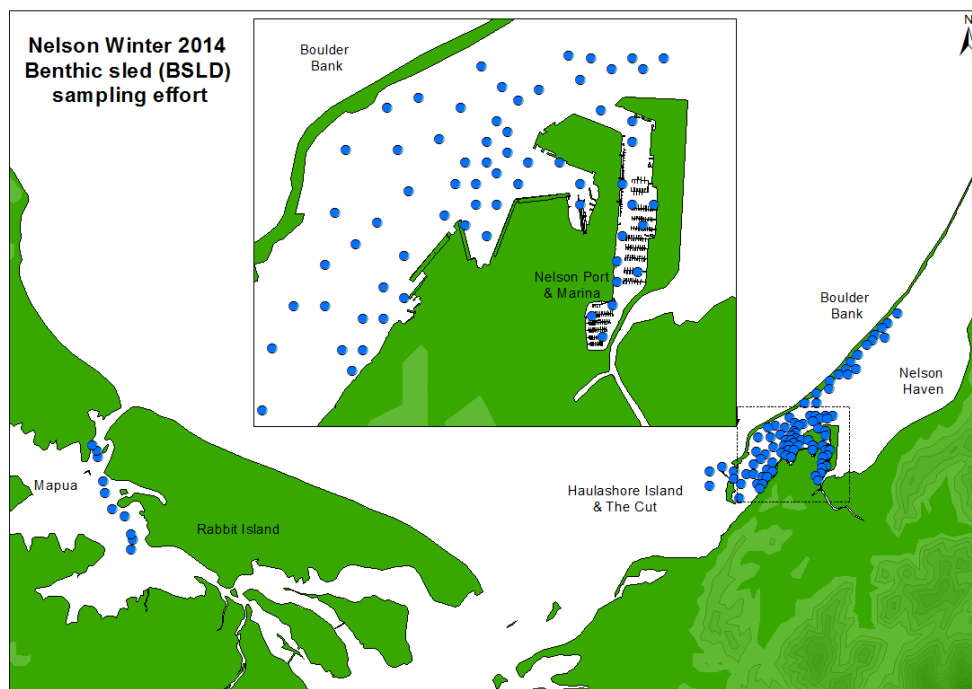 Nelson Winter 2014
Benthic sled (BSLD)
sampling effort
Boulder
Bank
N
Nelson Port
& Marina
Boulder
Bank
Nelson
Haven
Mapua
Haulashore Island
& The Cut
Rabbit Island